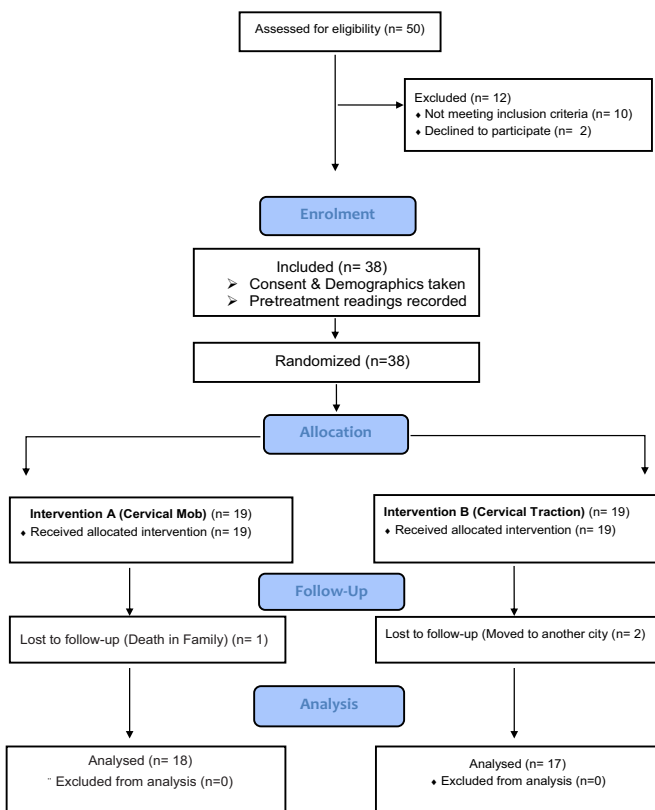 Assessed for eligibility (n= 50)
Excluded (n= 12)
♦ Not meeting inclusion criteria (n= 10)
♦ Declined to participate (n= 2)
Enrolment
Included (n= 38)
➢ Consent & Demographics taken
➢ Pre-treatment readings recorded
Randomized (n=38)
Allocation
Intervention A (Cervical Mob) (n= 19)
♦ Received allocated intervention (n= 19)
Intervention B (Cervical Traction) (n= 19)
♦ Received allocated intervention (n= 19)
Follow-Up
Lost to follow-up (Death in Family) (n= 1)
Lost to follow-up (Moved to another city (n= 2)
Analysis
Analysed (n= 18)
¨ Excluded from analysis (n=0)
Analysed (n= 17)
♦ Excluded from analysis (n=0)